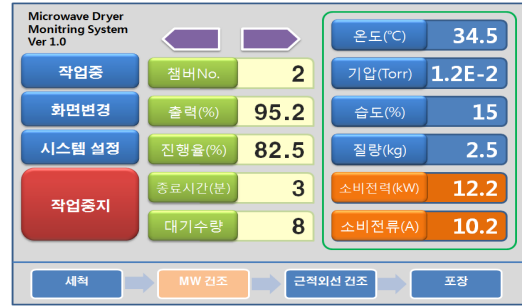 Microwave Dryer
Monitring System
Ver 1.0
작업중
화면변경
시스템 설정
작업중지
챔버No. 2
출력(%) 95.2
진행율(%) 82.5
종료시간(분) 3
대기수량 8
온도(℃) 34.5
기압(Torr) 1.2E-2
습도(%) 15
질량(kg) 2.5
소비전력(kW) 12.2
소비전류(A) 10.2
세척
MW 건조
근적외선 건조
포장